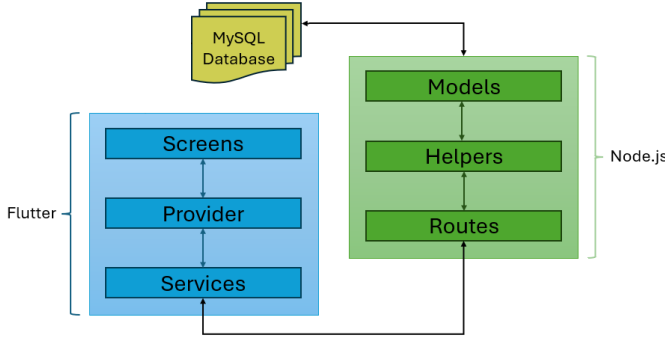 MySQL
Database
Models
Helpers
Routes
Node.js
Flutter
Screens
Provider
Services